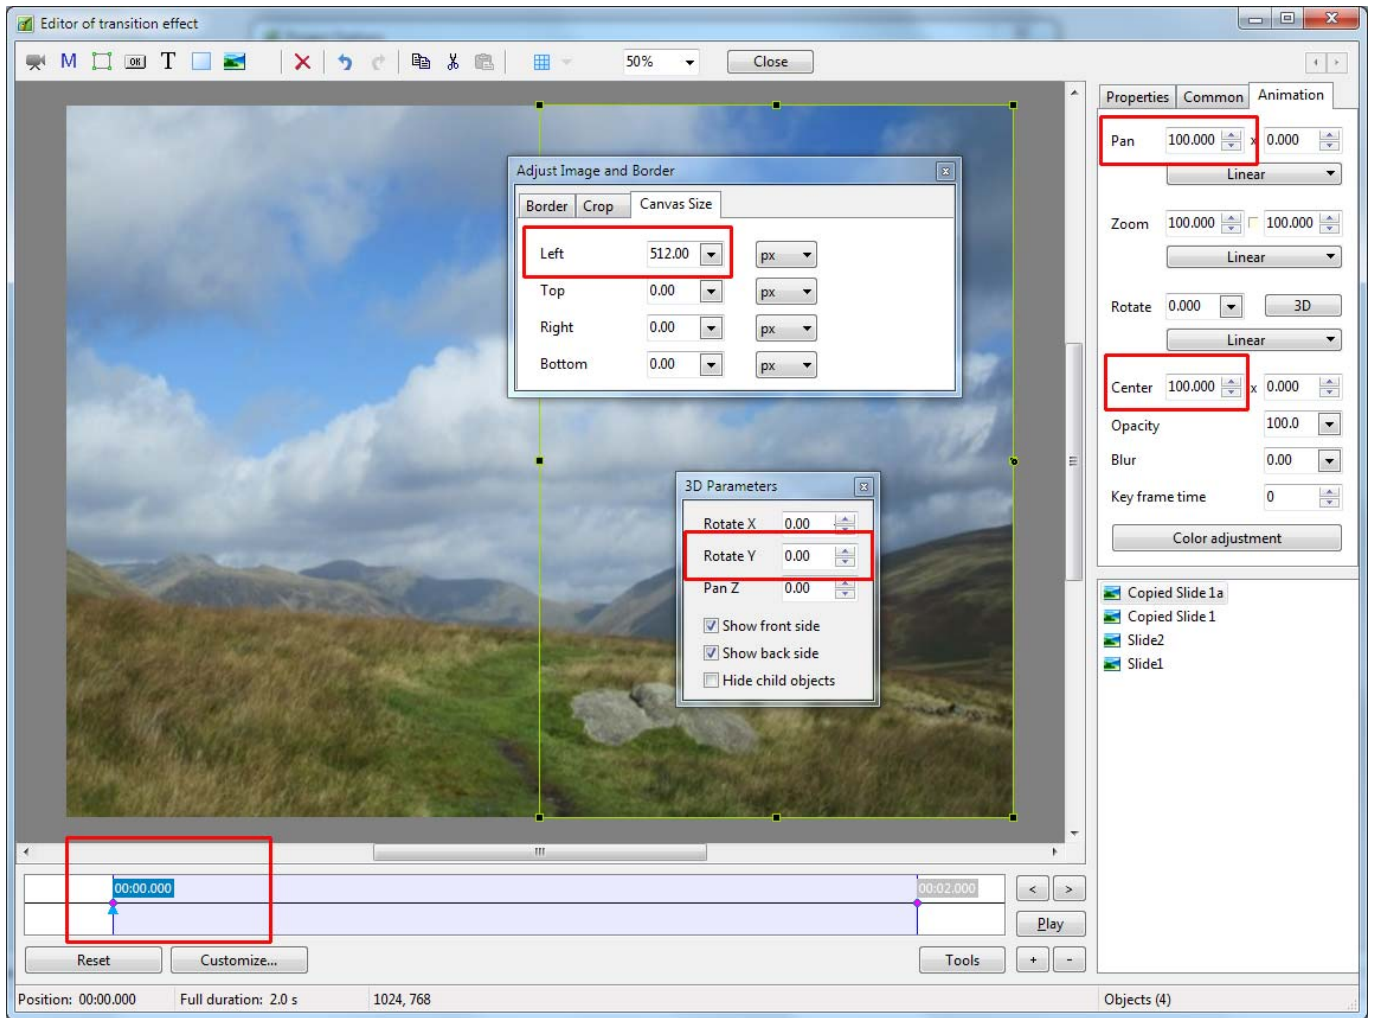 Editor of transition effect
M OK T 50% Close
Properties Common Animation
Pan 100.000 x 0.000
Linear
Zoom 100.000 100.000
Linear
Rotate 0.000 3D
Linear
Center 100.000 x 0.000
Opacity 100.0
Blur 0.00
Key frame time 0
Color adjustment
Adjust Image and Border
Border Crop Canvas Size
Left 512.00 px
Top 0.00 px
Right 0.00 px
Bottom 0.00 px
3D Parameters
Rotate X 0.00
Rotate Y 0.00
Pan Z 0.00
Show front side
Show back side
Hide child objects
Copied Slide 1a
Copied Slide 1
Slide2
Slide1
00:00.000 00:02.000
< >
Play
Reset Customize... Tools + -
Position: 00:00.000 Full duration: 2.0 s 1024, 768 Objects (4)